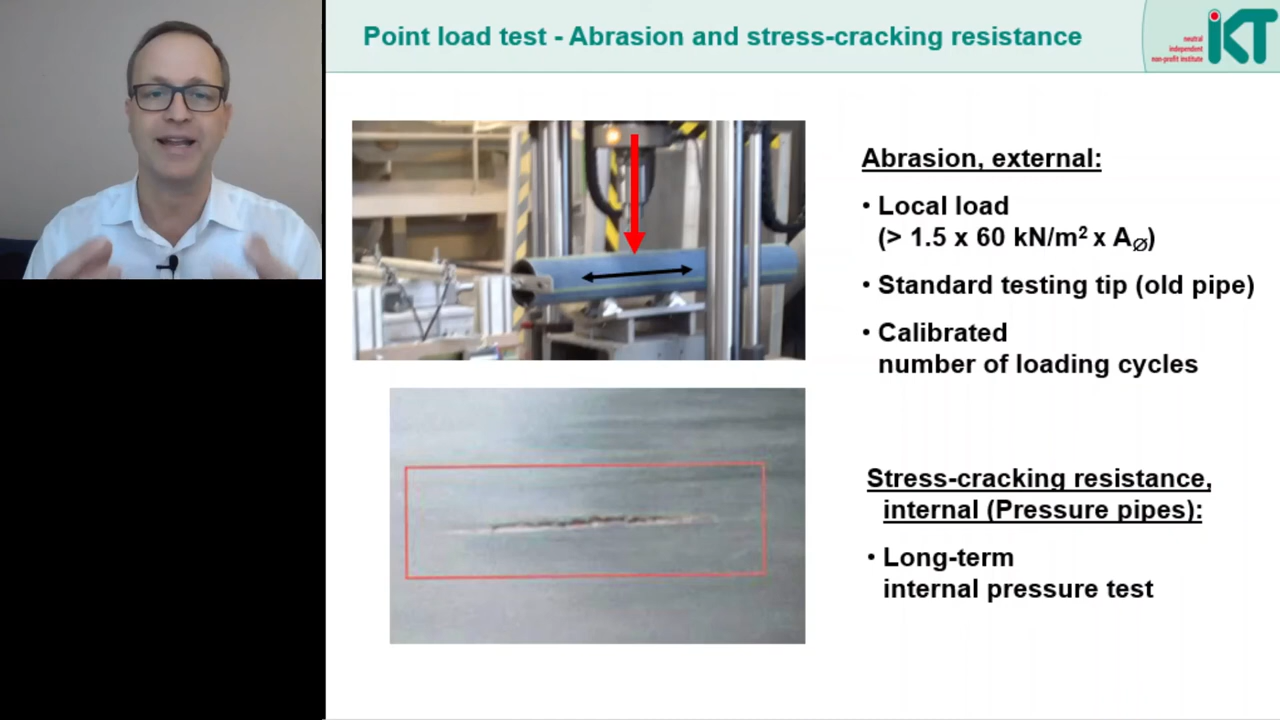 Point load test - Abrasion and stress-cracking resistance
neutral
independent
non-profit institute
iKT
Abrasion, external:
• Local load
(> 1.5 x 60 kN/m² x A∅)
• Standard testing tip (old pipe)
• Calibrated
number of loading cycles
Stress-cracking resistance,
internal (Pressure pipes):
• Long-term
internal pressure test